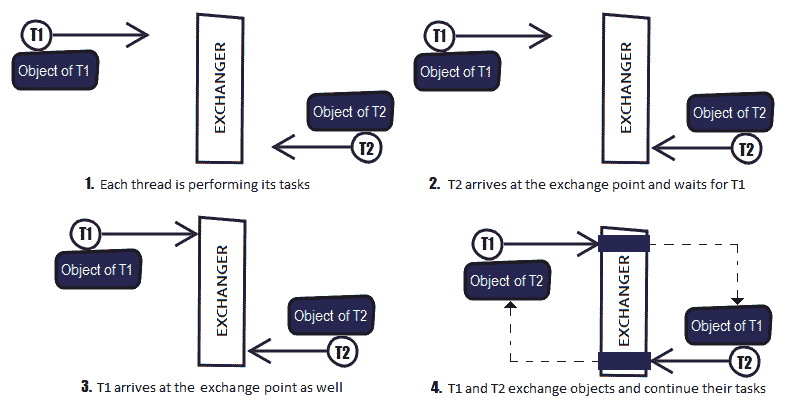 T1
Object of T1
EXCHANGER
Object of T2
T2
1. Each thread is performing its tasks
T1
Object of T1
EXCHANGER
Object of T2
T2
2. T2 arrives at the exchange point and waits for T1
T1
Object of T1
EXCHANGER
Object of T2
T2
3. T1 arrives at the exchange point as well
T1
Object of T2
EXCHANGER
Object of T1
T2
4. T1 and T2 exchange objects and continue their tasks